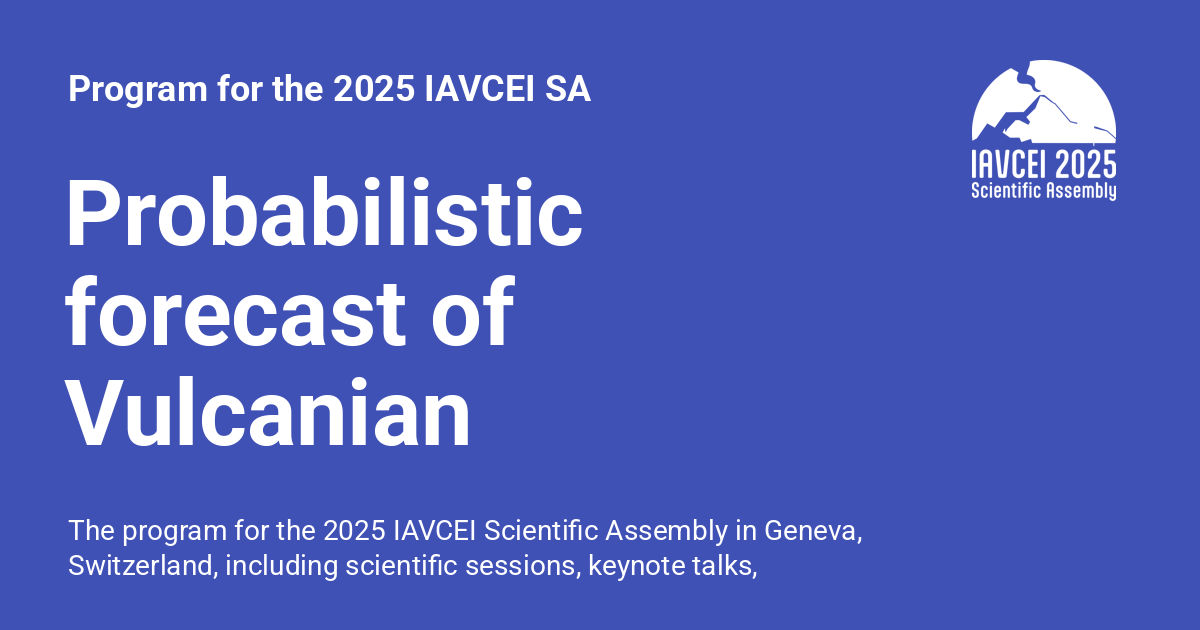 Program for the 2025 IAVCEI SA
IAVCEI 2025
Scientific Assembly
Probabilistic
forecast of
Vulcanian
The program for the 2025 IAVCEI Scientific Assembly in Geneva,
Switzerland, including scientific sessions, keynote talks,